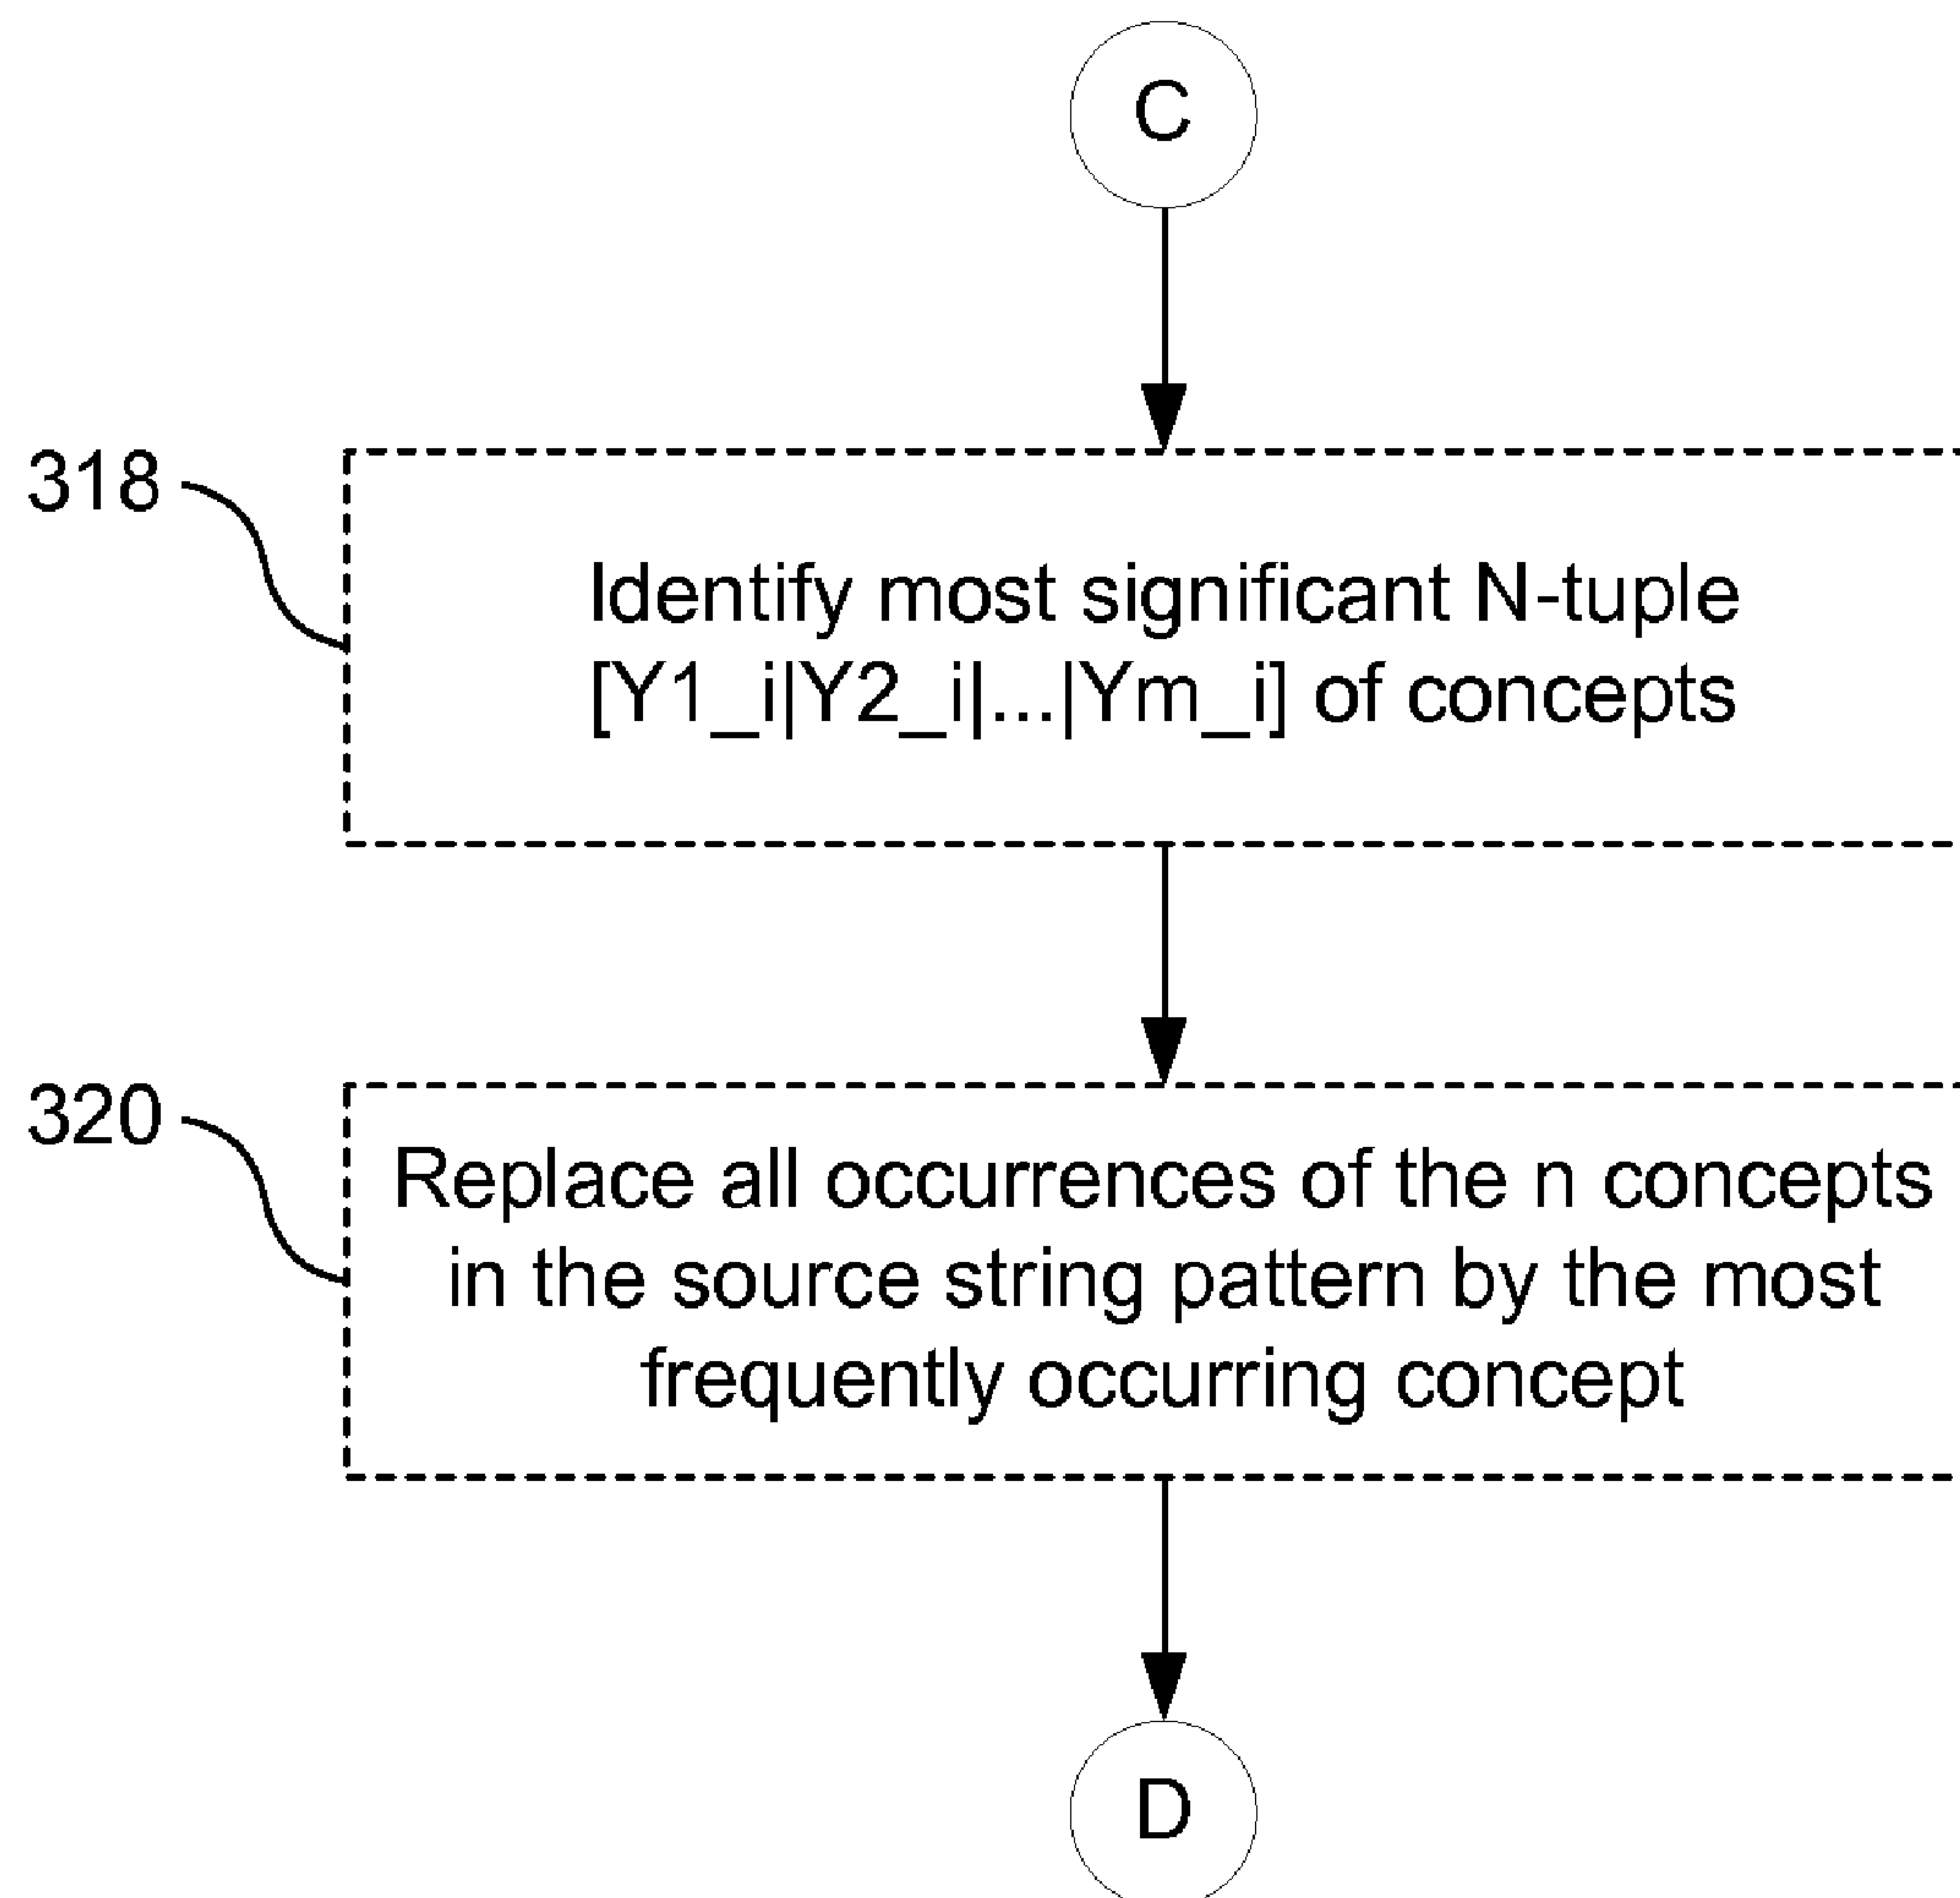 C
318
Identify most significant N-tuple
[Y1_i|Y2_i|...|Ym_i] of concepts
320
Replace all occurrences of the n concepts
in the source string pattern by the most
frequently occurring concept
D